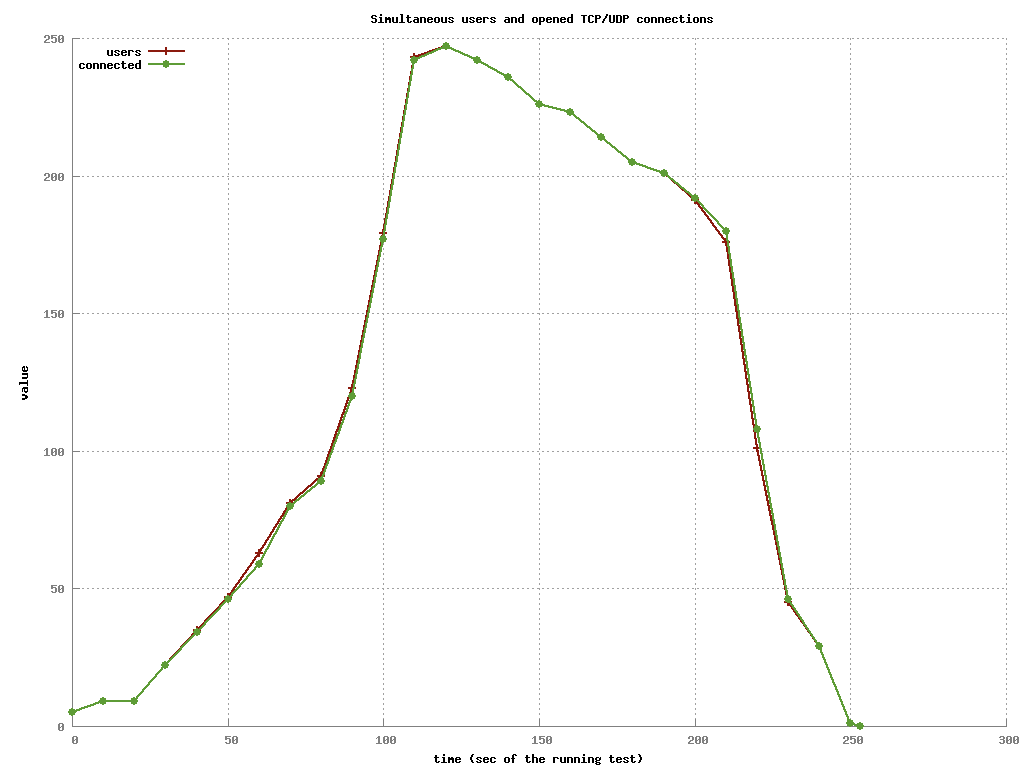 Simultaneous users and opened TCP/UDP connections
250
users
connected
200
150
value
100
50
0
0 50 100 150 200 250 300
time (sec of the running test)